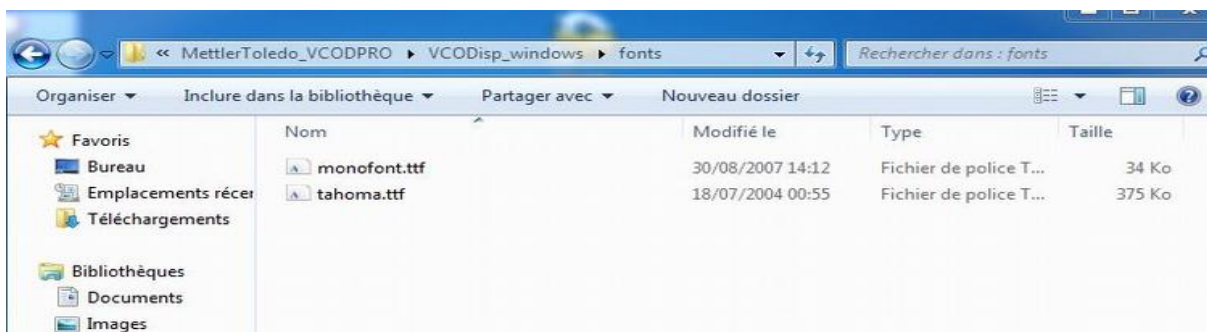 « MettlerToledo_VCODPRO ▸ VCODisp_windows ▸ fonts Rechercher dans : fonts
Organiser ▾ Inclure dans la bibliothèque ▾ Partager avec ▾ Nouveau dossier
Favoris
Bureau
Emplacements récer
Téléchargements
Bibliothèques
Documents
Images
Nom Modifié le Type Taille
monofont.ttf 30/08/2007 14:12 Fichier de police T... 34 Ko
tahoma.ttf 18/07/2004 00:55 Fichier de police T... 375 Ko